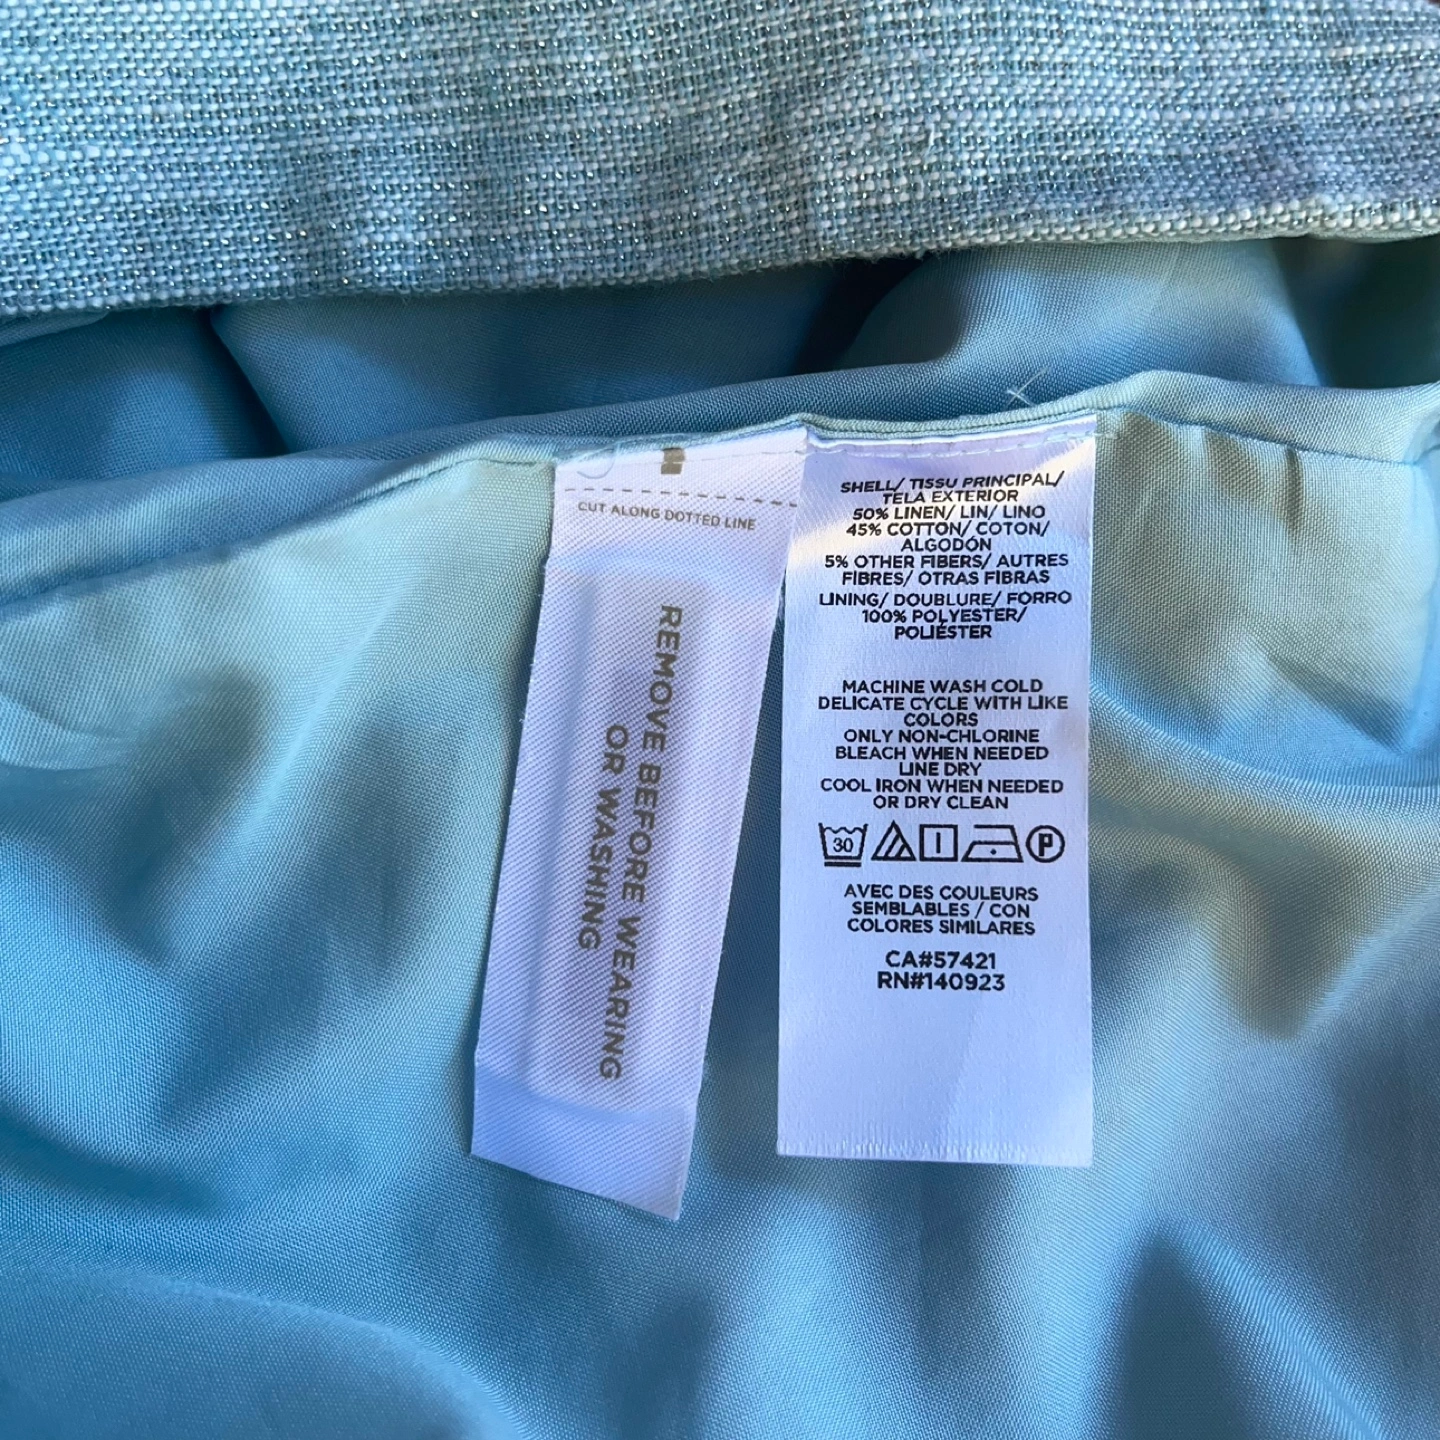 CUT ALONG DOTTED LINE
REMOVE BEFORE WEARING
OR WASHING
SHELL/ TISSU PRINCIPAL/
TELA EXTERIOR
50% LINEN/ LIN/ LINO
45% COTTON/ COTON/
ALGODÓN
5% OTHER FIBERS/ AUTRES
FIBRES/ OTRAS FIBRAS
LINING/ DOUBLURE/ FORRO
100% POLYESTER/
POLIÉSTER
MACHINE WASH COLD
DELICATE CYCLE WITH LIKE
COLORS
ONLY NON-CHLORINE
BLEACH WHEN NEEDED
LINE DRY
COOL IRON WHEN NEEDED
OR DRY CLEAN
30 P
AVEC DES COULEURS
SEMBLABLES / CON
COLORES SIMILARES
CA#57421
RN#140923